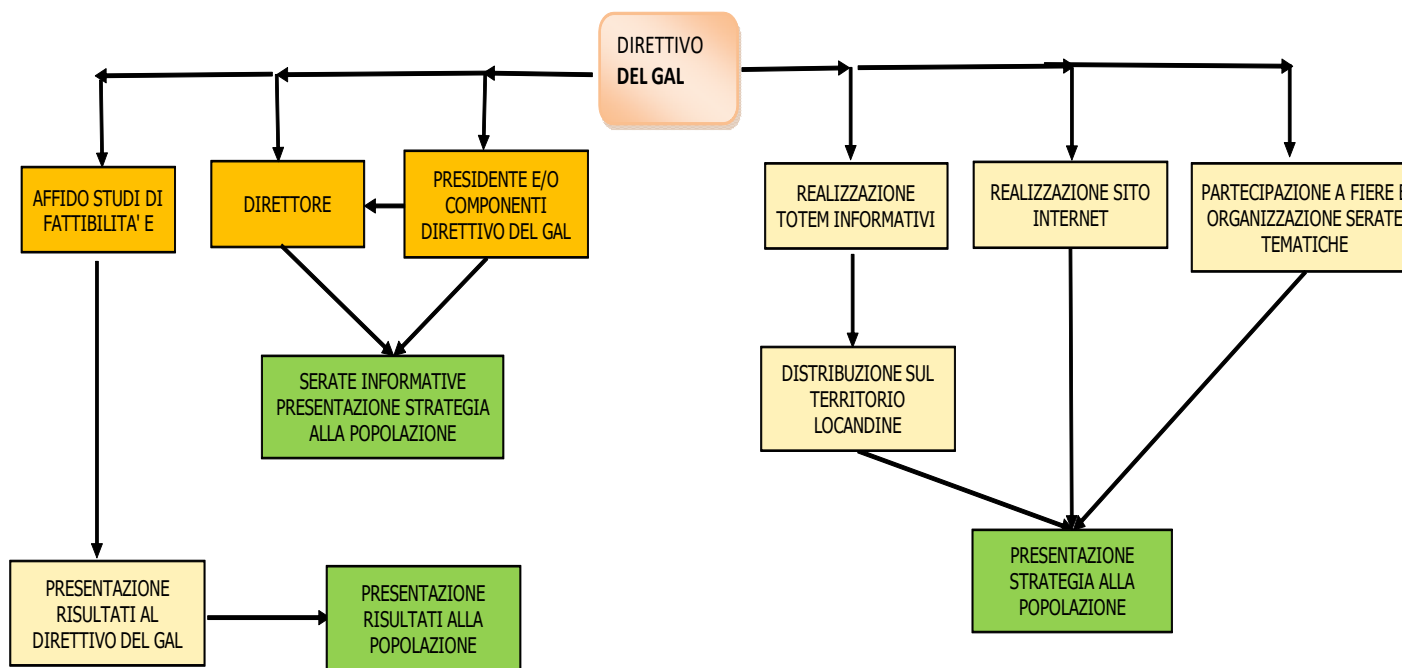 DIRETTIVO
DEL GAL
AFFIDO STUDI DI
FATTIBILITA' E
DIRETTORE
PRESIDENTE E/O
COMPONENTI
DIRETTIVO DEL GAL
REALIZZAZIONE
TOTEM INFORMATIVI
REALIZZAZIONE SITO
INTERNET
PARTECIPAZIONE A FIERE E
ORGANIZZAZIONE SERATE
TEMATICHE
SERATE INFORMATIVE
PRESENTAZIONE STRATEGIA
ALLA POPOLAZIONE
DISTRIBUZIONE SUL
TERRITORIO
LOCANDINE
PRESENTAZIONE
RISULTATI AL
DIRETTIVO DEL GAL
PRESENTAZIONE
RISULTATI ALLA
POPOLAZIONE
PRESENTAZIONE
STRATEGIA ALLA
POPOLAZIONE